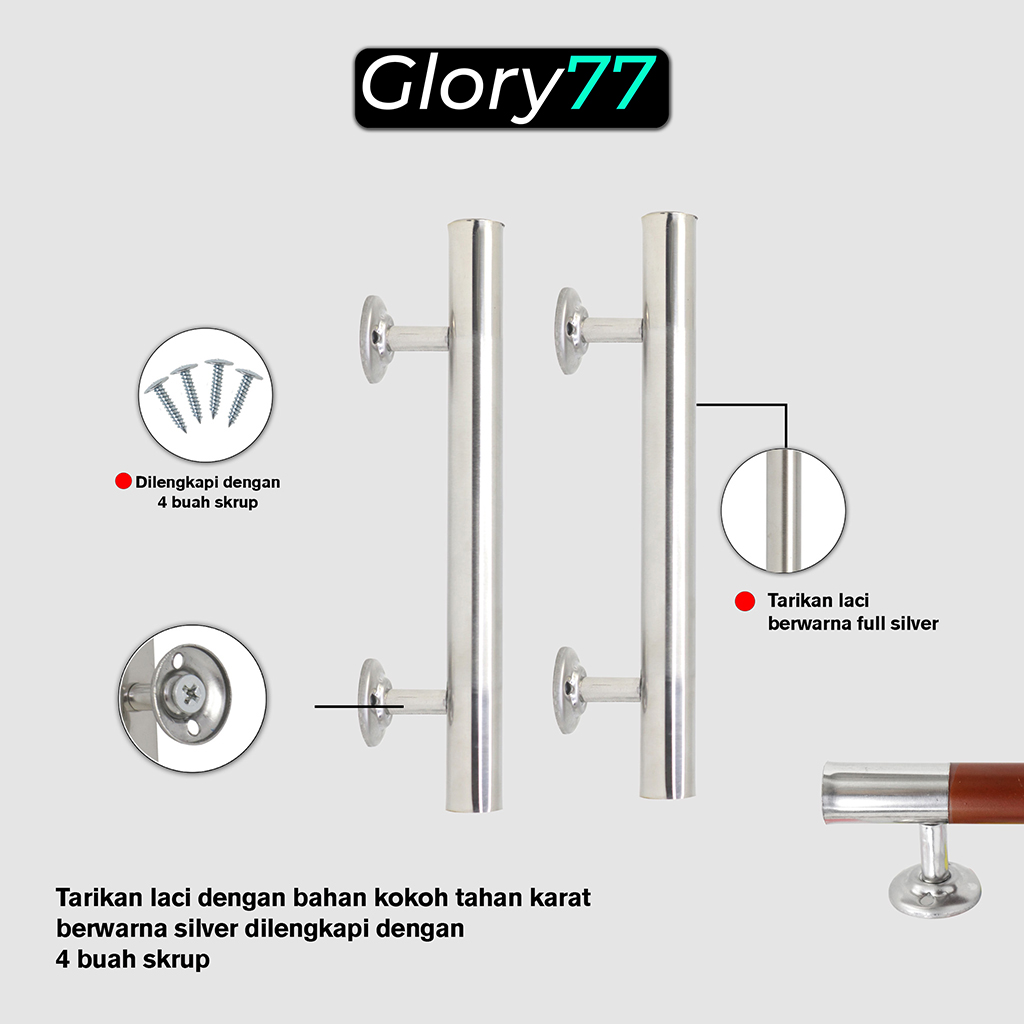 Glory77
Dilengkapi dengan
4 buah skrup
Tarikan laci
berwarna full silver
Tarikan laci dengan bahan kokoh tahan karat
berwarna silver dilengkapi dengan
4 buah skrup